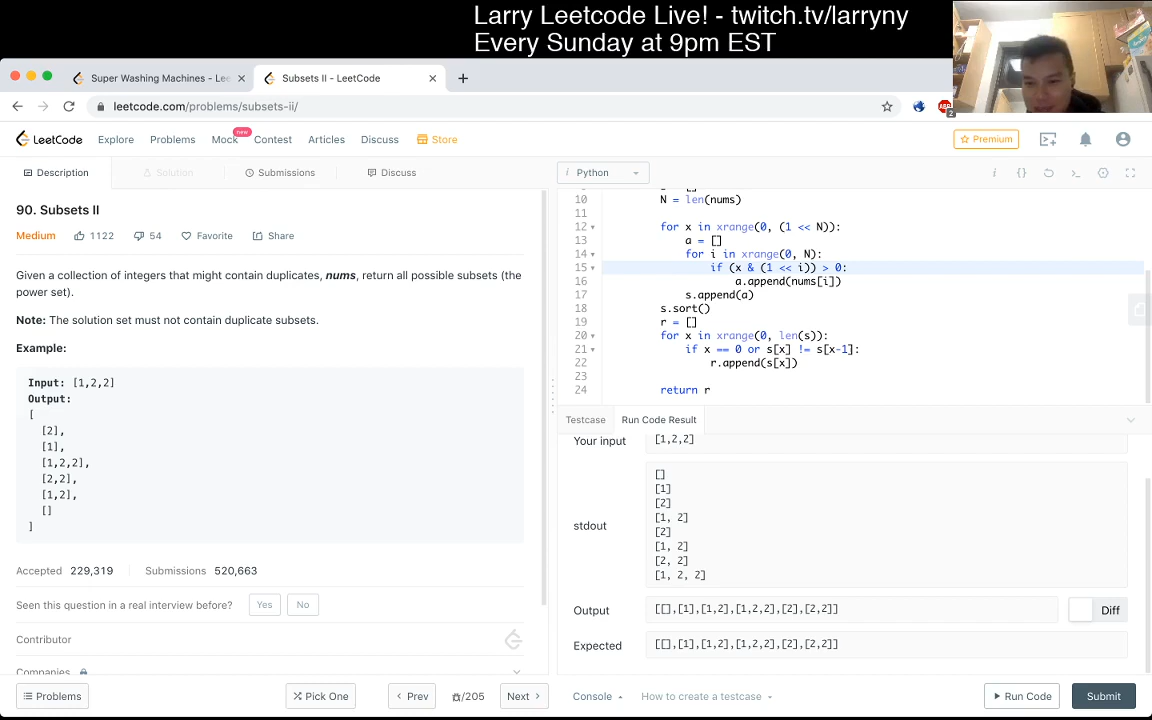 Larry Leetcode Live! - twitch.tv/larryny
Every Sunday at 9pm EST
Super Washing Machines - Lee
Subsets II - LeetCode
leetcode.com/problems/subsets-ii/
2
LeetCode
Explore
Problems
Mock
new
Contest
Articles
Discuss
Store
Premium
Description
Solution
Submissions
Discuss
Python
90. Subsets II
Medium
1122
54
Favorite
Share
Given a collection of integers that might contain duplicates, nums, return all possible subsets (the
power set).
Note: The solution set must not contain duplicate subsets.
Example:
Input: [1,2,2]
Output:
[
[2],
[1],
[1,2,2],
[2,2],
[1,2],
[]
]
Accepted 229,319
Submissions 520,663
Seen this question in a real interview before?
Yes
No
Contributor
Companies
10 N = len(nums)
11
12 for x in xrange(0, (1 << N)):
13 a = []
14 for i in xrange(0, N):
15 if (x & (1 << i)) > 0:
16 a.append(nums[i])
17 s.append(a)
18 s.sort()
19 r = []
20 for x in xrange(0, len(s)):
21 if x == 0 or s[x] != s[x-1]:
22 r.append(s[x])
23
24 return r
Testcase
Run Code Result
Your input
[1,2,2]
stdout
[]
[1]
[2]
[1, 2]
[2]
[1, 2]
[2, 2]
[1, 2, 2]
Output
[[],[1],[1,2],[1,2,2],[2],[2,2]]
Diff
Expected
[[],[1],[1,2],[1,2,2],[2],[2,2]]
Problems
Pick One
Prev
/205
Next
Console
How to create a testcase
Run Code
Submit